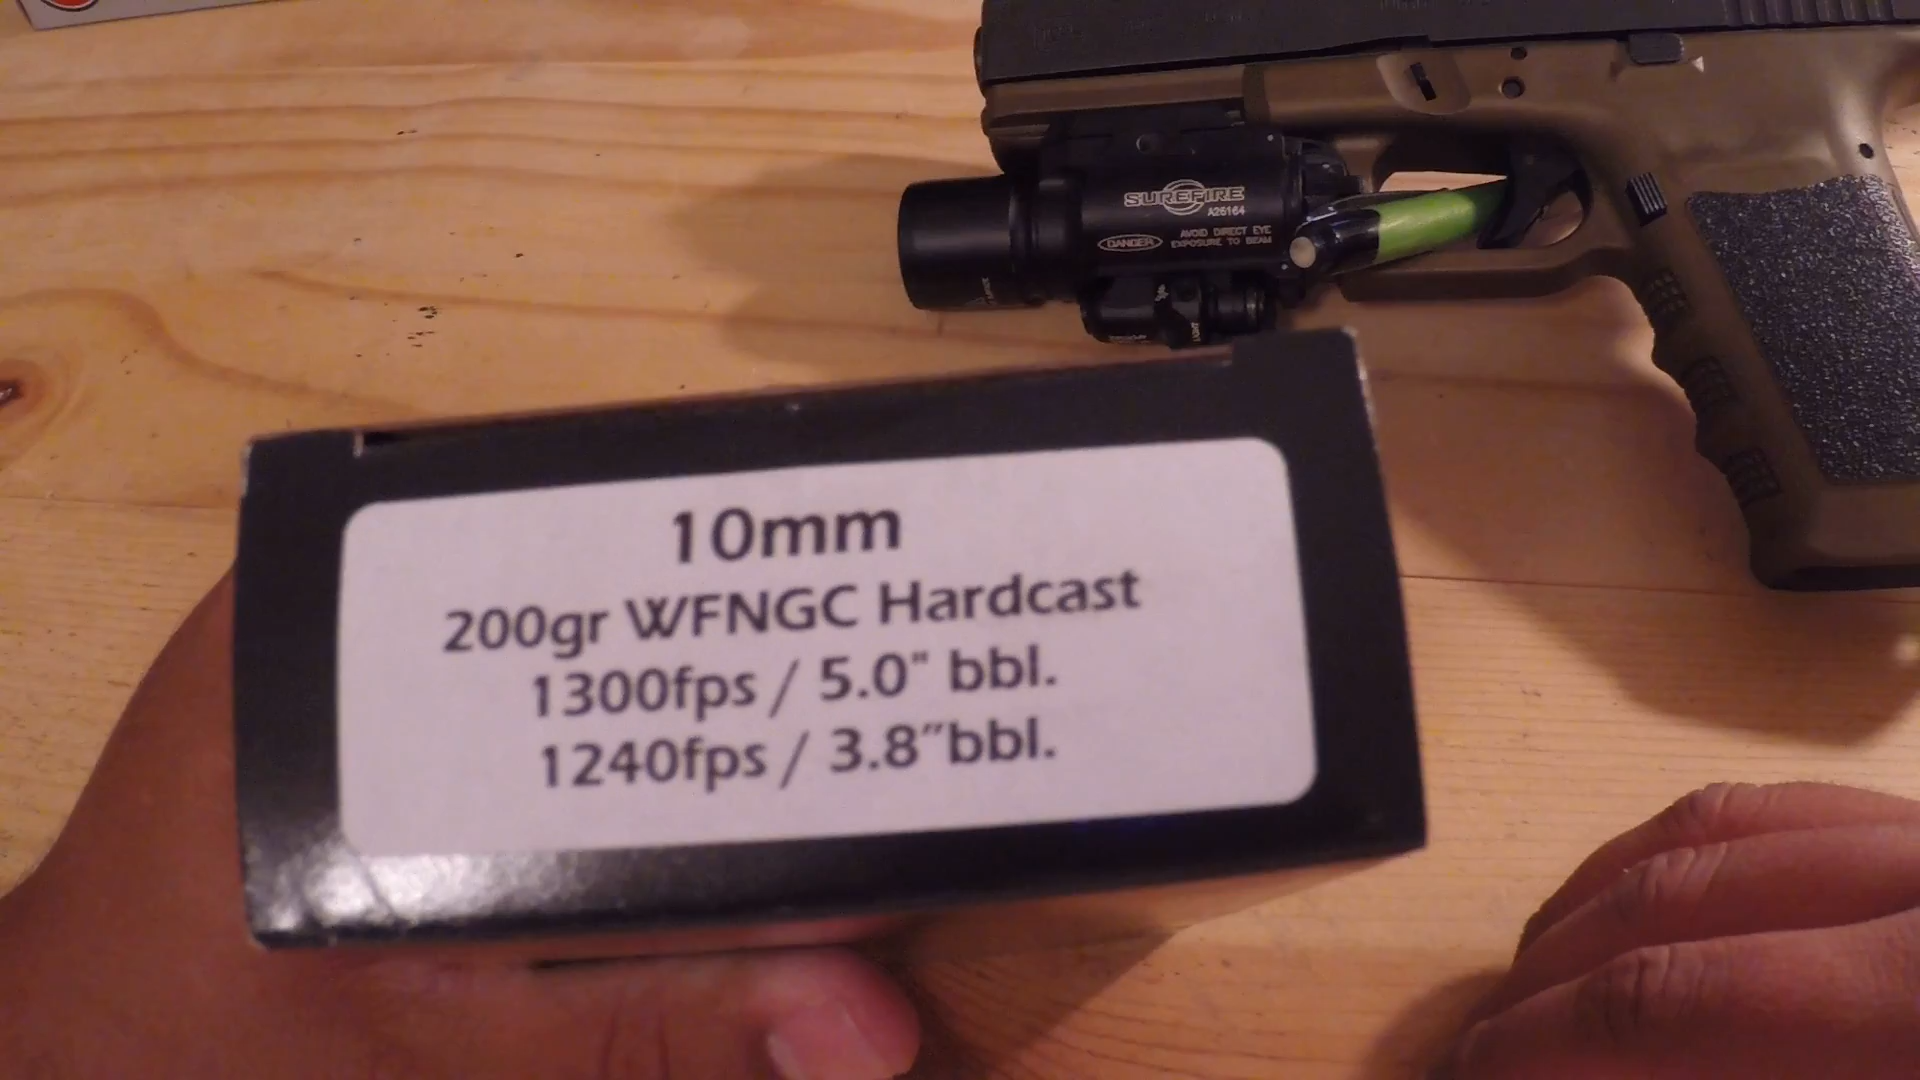 SUREFIRE
A26164
DANGER
AVOID DIRECT EYE
EXPOSURE TO BEAM
10mm
200gr WFNGC Hardcast
1300fps / 5.0" bbl.
1240fps / 3.8"bbl.